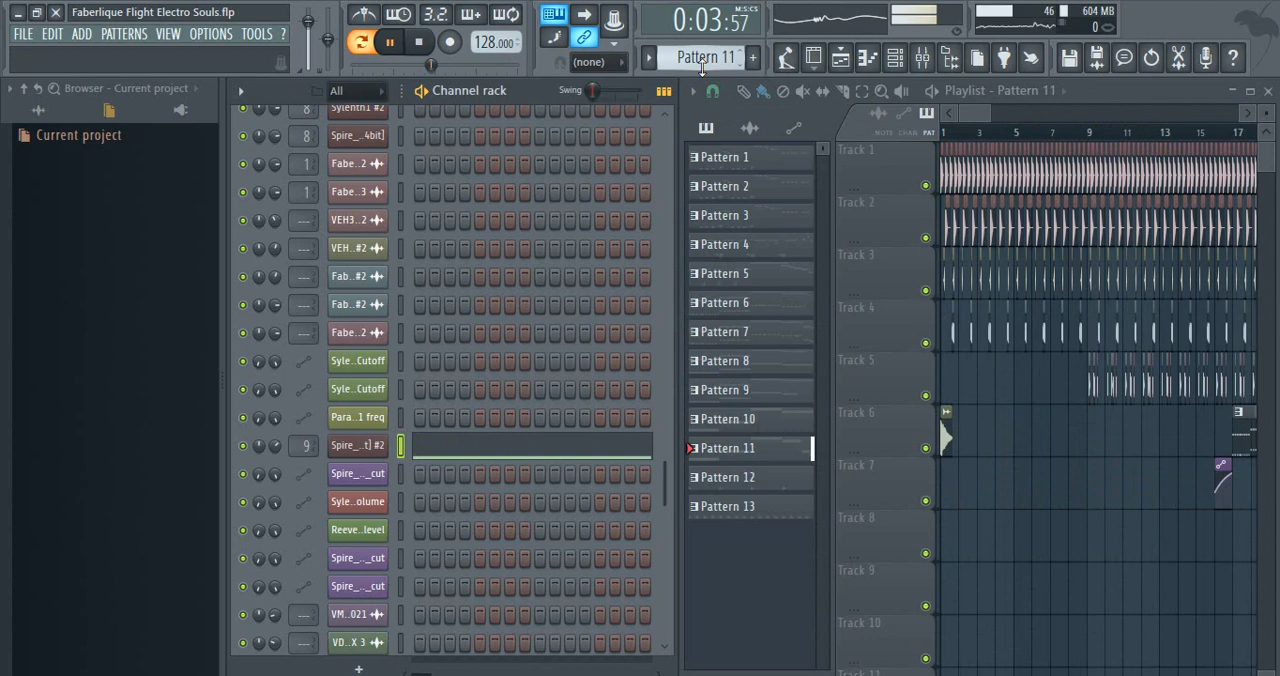 Faberlique Flight Electro Souls.flp
FILE EDIT PATTERNS VIEW OPTIONS TOOLS ?
3.2.
128.000
(none)
0:03:57
M:S:CS
Pattern 11
46
604 MB
0
Browser - Current project
Current project
All
Channel rack
Swing
8 Sylenth1 #2
8 Spire_..4bit]
1 Fabe..2
1 Fabe..3
--- VEH3..2
--- VEH..#2
--- Fab..#2
--- Fab..#2
--- Fabe..2
Syle..Cutoff
Syle..Cutoff
Para..1 freq
9 Spire_..t] #2
Spire_.._cut
Syle..olume
Reeve..level
Spire_.._cut
Spire_.._cut
--- VM..021
--- VD..X 3
+
Playlist - Pattern 11
NOTE CHAN PAT
1 3 5 7 9 11 13 15 17
Pattern 1
Pattern 2
Pattern 3
Pattern 4
Pattern 5
Pattern 6
Pattern 7
Pattern 8
Pattern 9
Pattern 10
Pattern 11
Pattern 12
Pattern 13
Track 1
Track 2
Track 3
Track 4
Track 5
Track 6
Track 7
Track 8
Track 9
Track 10
Track 11